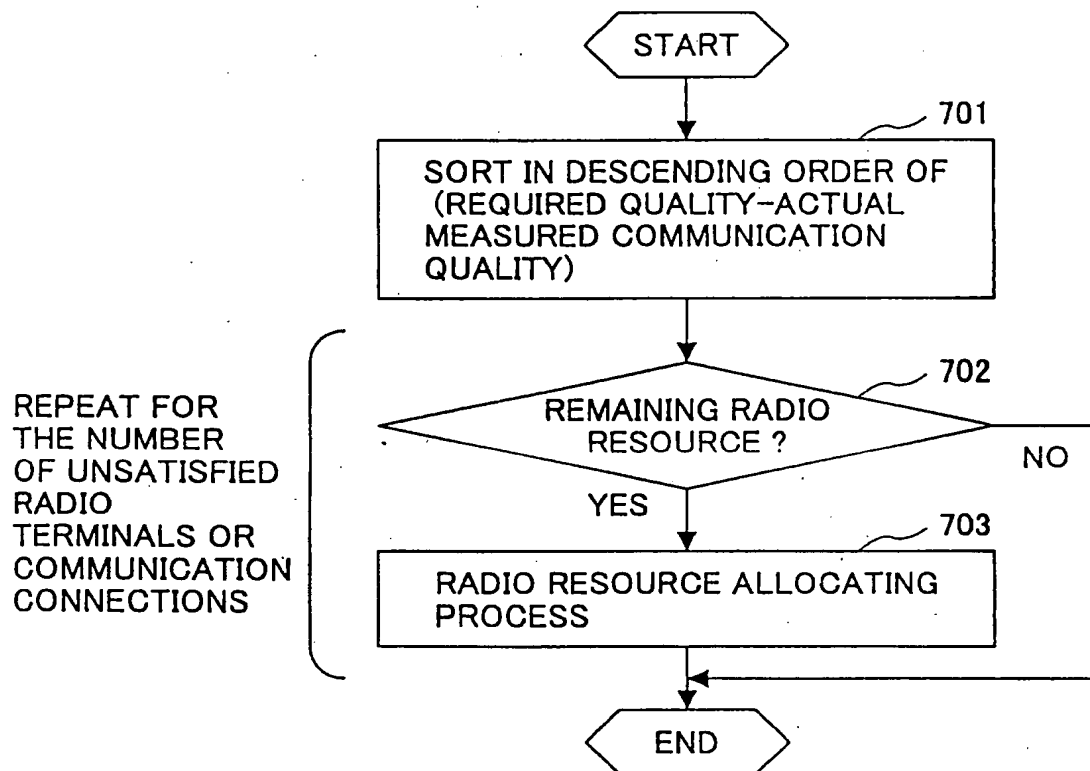 START
701
SORT IN DESCENDING ORDER OF
(REQUIRED QUALITY-ACTUAL
MEASURED COMMUNICATION
QUALITY)
702
REMAINING RADIO
RESOURCE ?
NO
YES
REPEAT FOR
THE NUMBER
OF UNSATISFIED
RADIO
TERMINALS OR
COMMUNICATION
CONNECTIONS
703
RADIO RESOURCE ALLOCATING
PROCESS
END